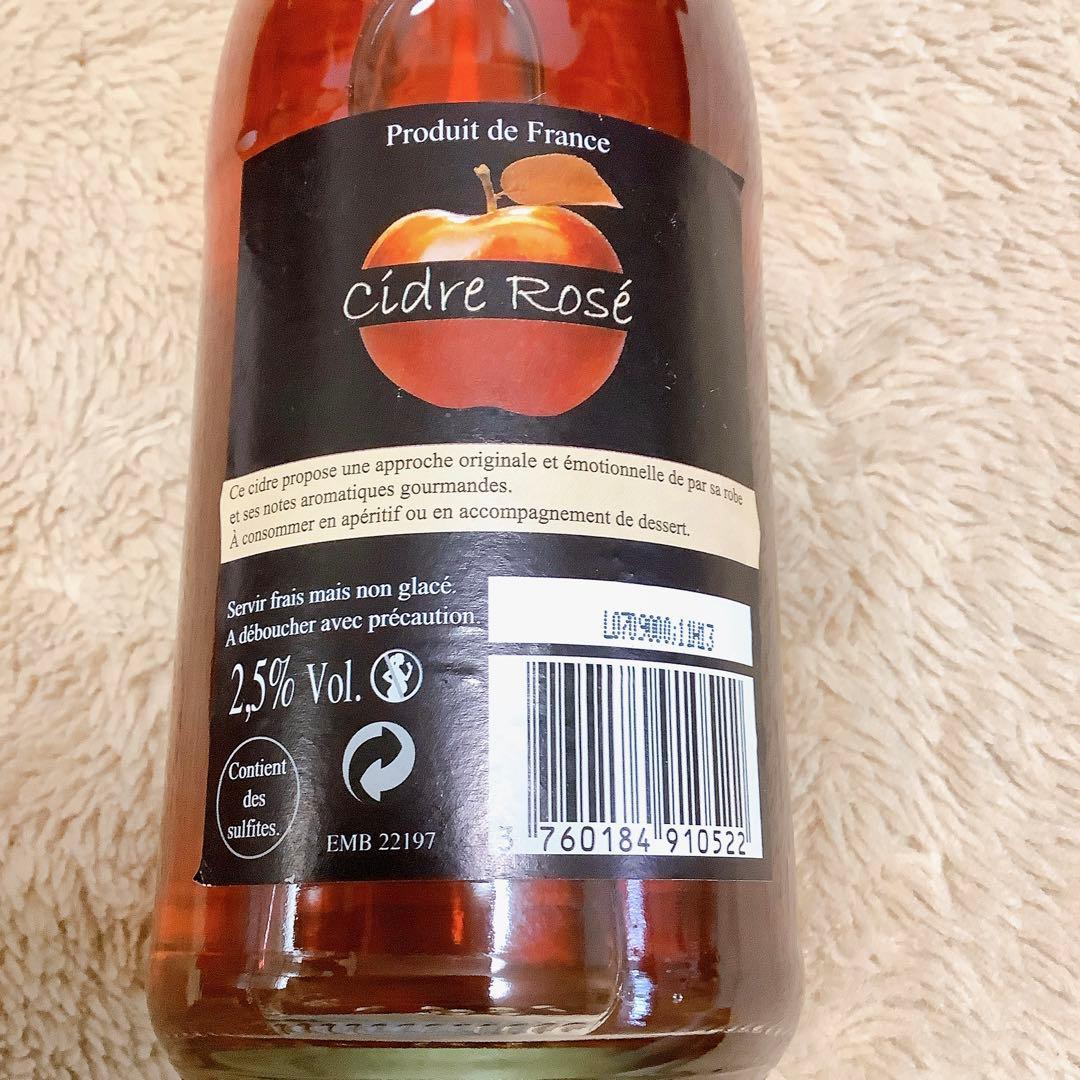 Produit de France
Cidre Rosé
Ce cidre propose une approche originale et émotionnelle de par sa robe
et ses notes aromatiques gourmandes.
À consommer en apéritif ou en accompagnement de dessert.
Servir frais mais non glacé.
A déboucher avec précaution.
2,5% Vol.
Contient
des
sulfites.
EMB 22197
3 760184 910522